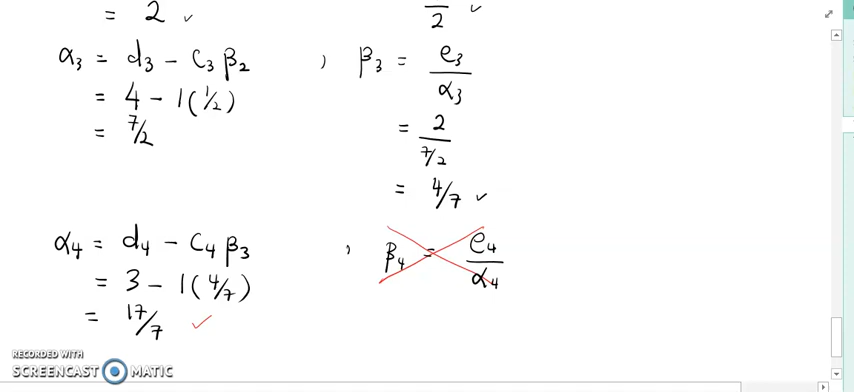 = 2 ✓
2 ✓
α₃ = d₃ − c₃ β₂ , β₃ = e₃/α₃
= 4 − 1(1/2)
= 7/2
= 2/(7/2)
= 4/7 ✓
α₄ = d₄ − c₄ β₃ , β₄ = e₄/α₄
= 3 − 1(4/7)
= 17/7 ✓
RECORDED WITH
SCREENCAST MATIC